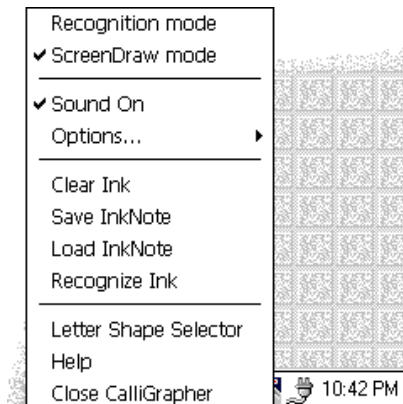 Recognition mode
ScreenDraw mode
Sound On
Options...
Clear Ink
Save InkNote
Load InkNote
Recognize Ink
Letter Shape Selector
Help
Close CalliGrapher
10:42 PM